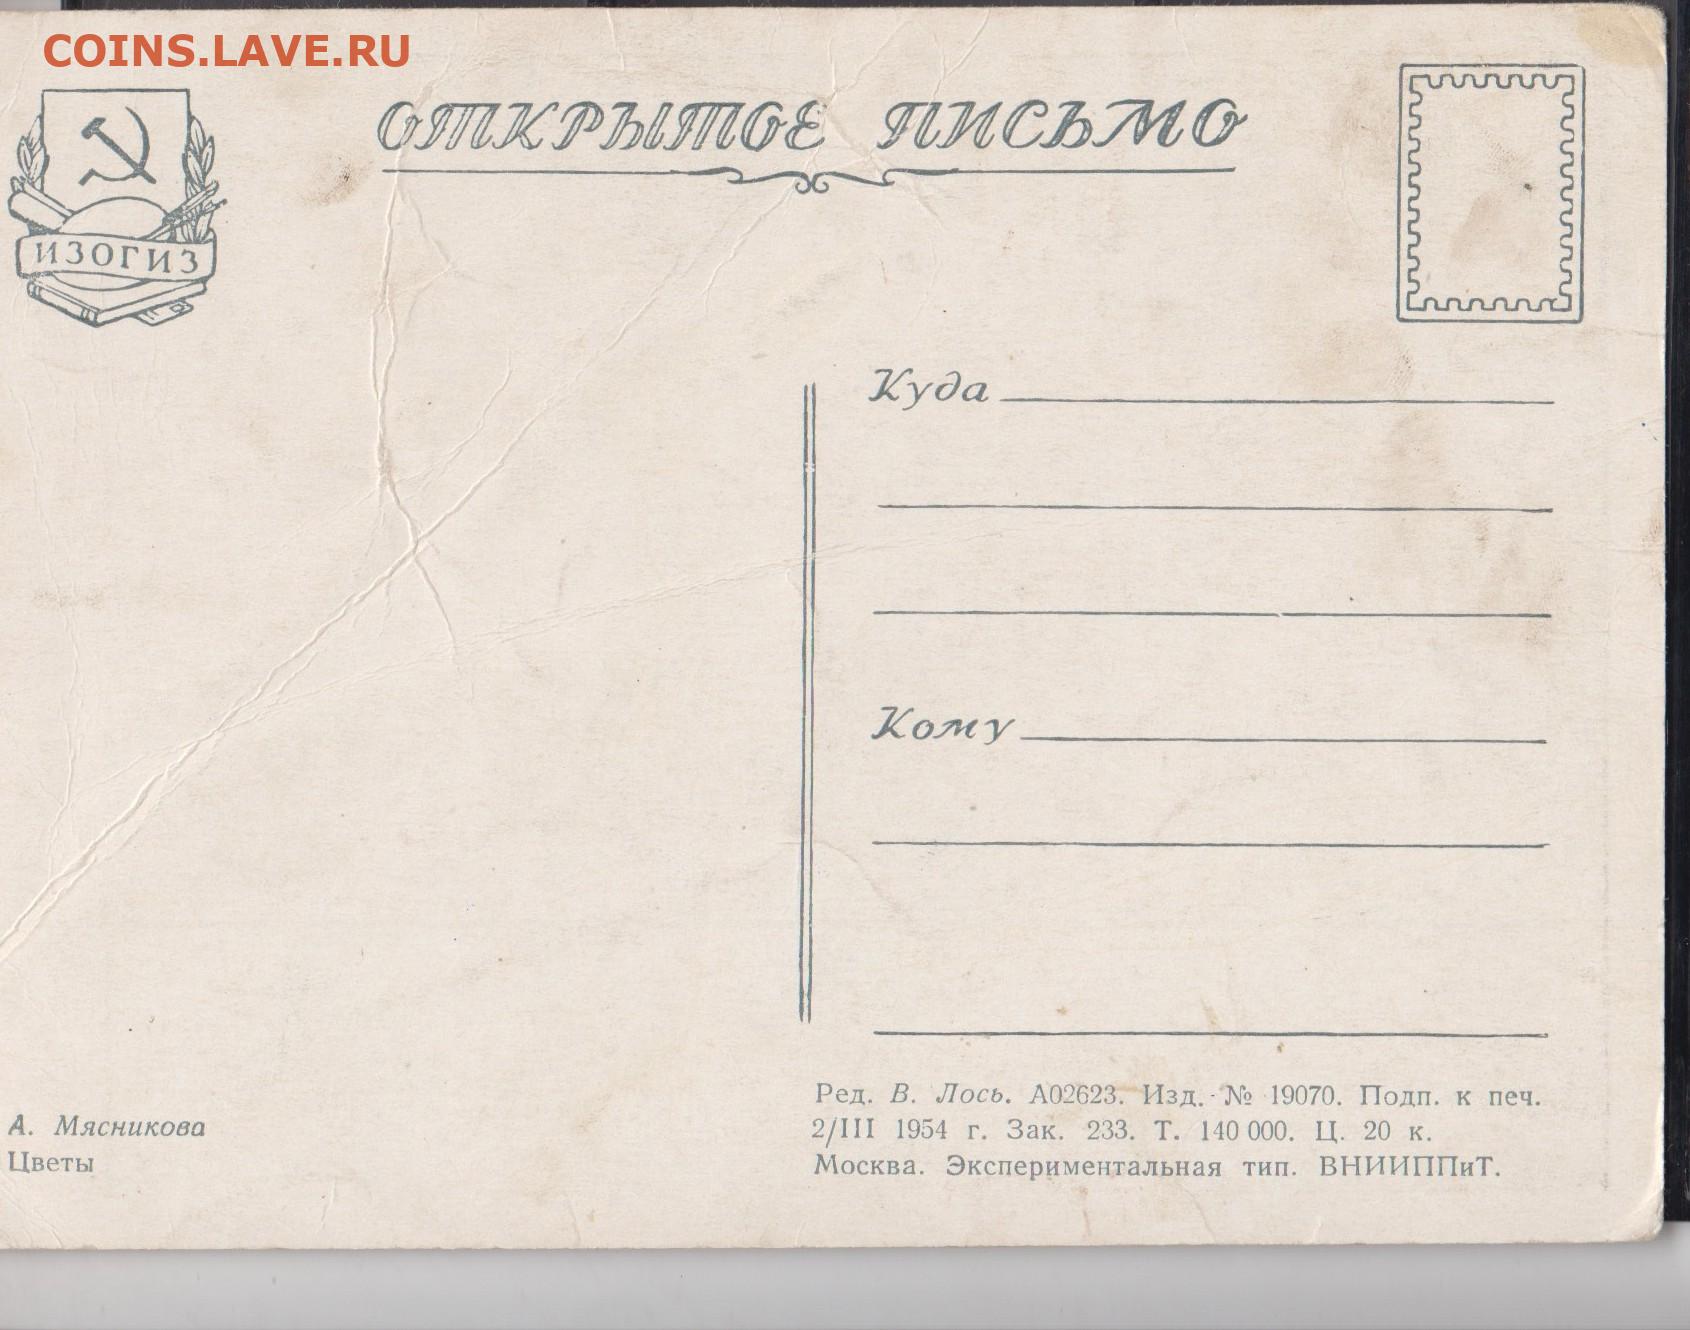 COINS.LAVE.RU
ОТКРЫТОЕ ПИСЬМО
ИЗОГИЗ
Куда
Кому
А. Мясникова
Цветы
Ред. В. Лось. А02623. Изд. № 19070. Подп. к печ.
2/III 1954 г. Зак. 233. Т. 140 000. Ц. 20 к.
Москва. Экспериментальная тип. ВНИИППиТ.